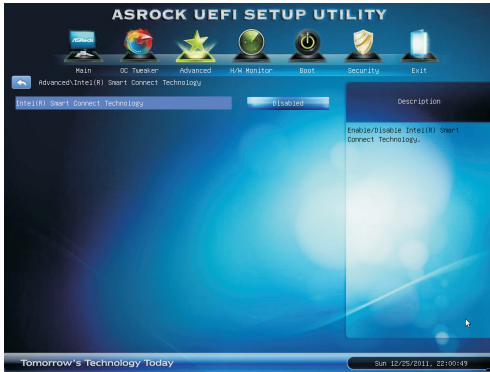 ASROCK UEFI SETUP UTILITY
ASRock
Main OC Tweaker Advanced H/W Monitor Boot Security Exit
Advanced\Intel(R) Smart Connect Technology
Intel(R) Smart Connect Technology Disabled
Description
Enable/Disable Intel(R) Smart
Connect Technology.
Tomorrow's Technology Today
Sun 12/25/2011, 22:00:49